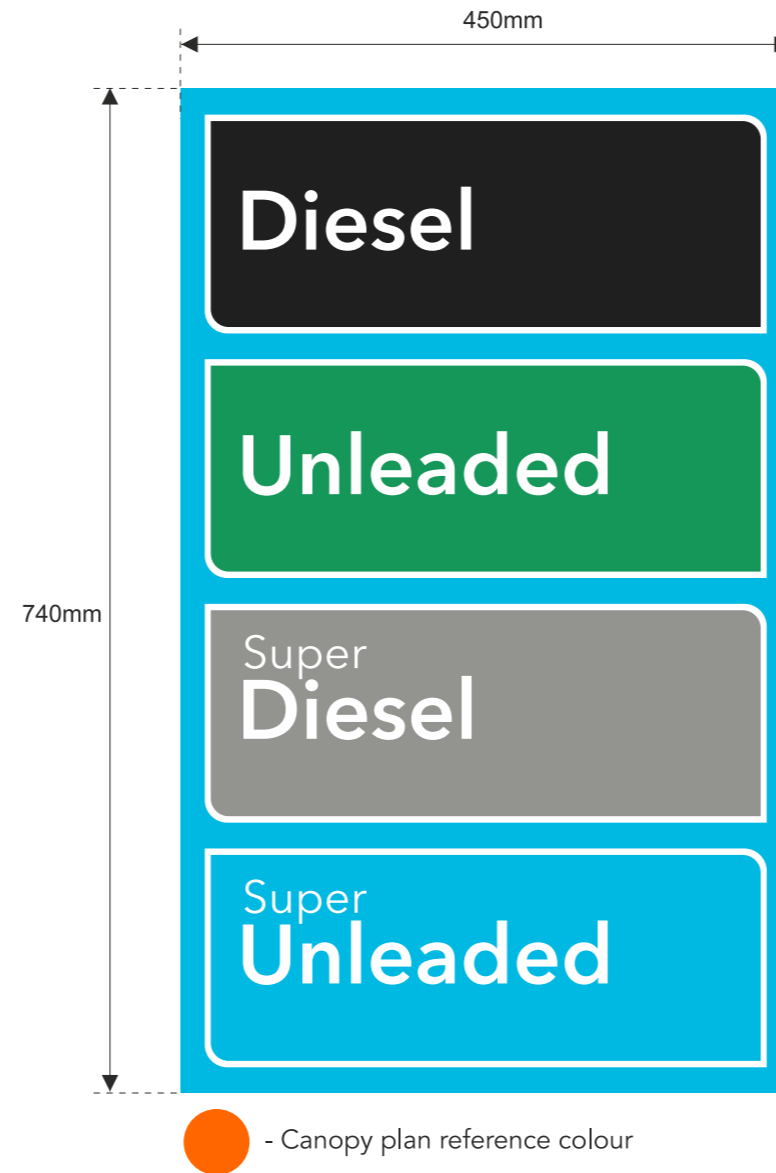 450mm
Diesel
Unleaded
740mm
Super
Diesel
Super
Unleaded
- Canopy plan reference colour